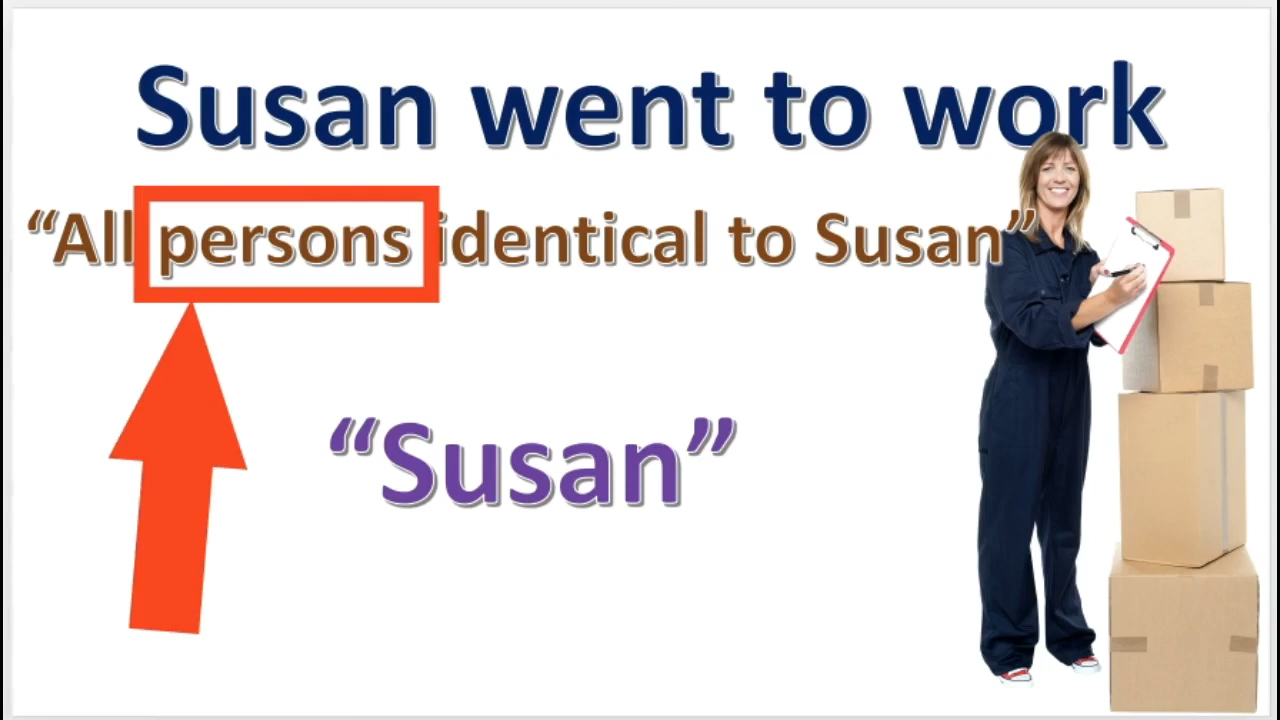 Susan went to work
“All persons identical to Susan”
“Susan”